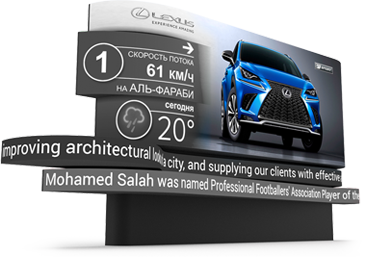 LEXUS
EXPERIENCE AMAZING
1
СКОРОСТЬ ПОТОКА
61 км/ч
НА АЛЬ-ФАРАБИ
сегодня
20°
improving architectural look a city, and supplying our clients with effective
Mohamed Salah was named Professional Footballers' Association Player of the